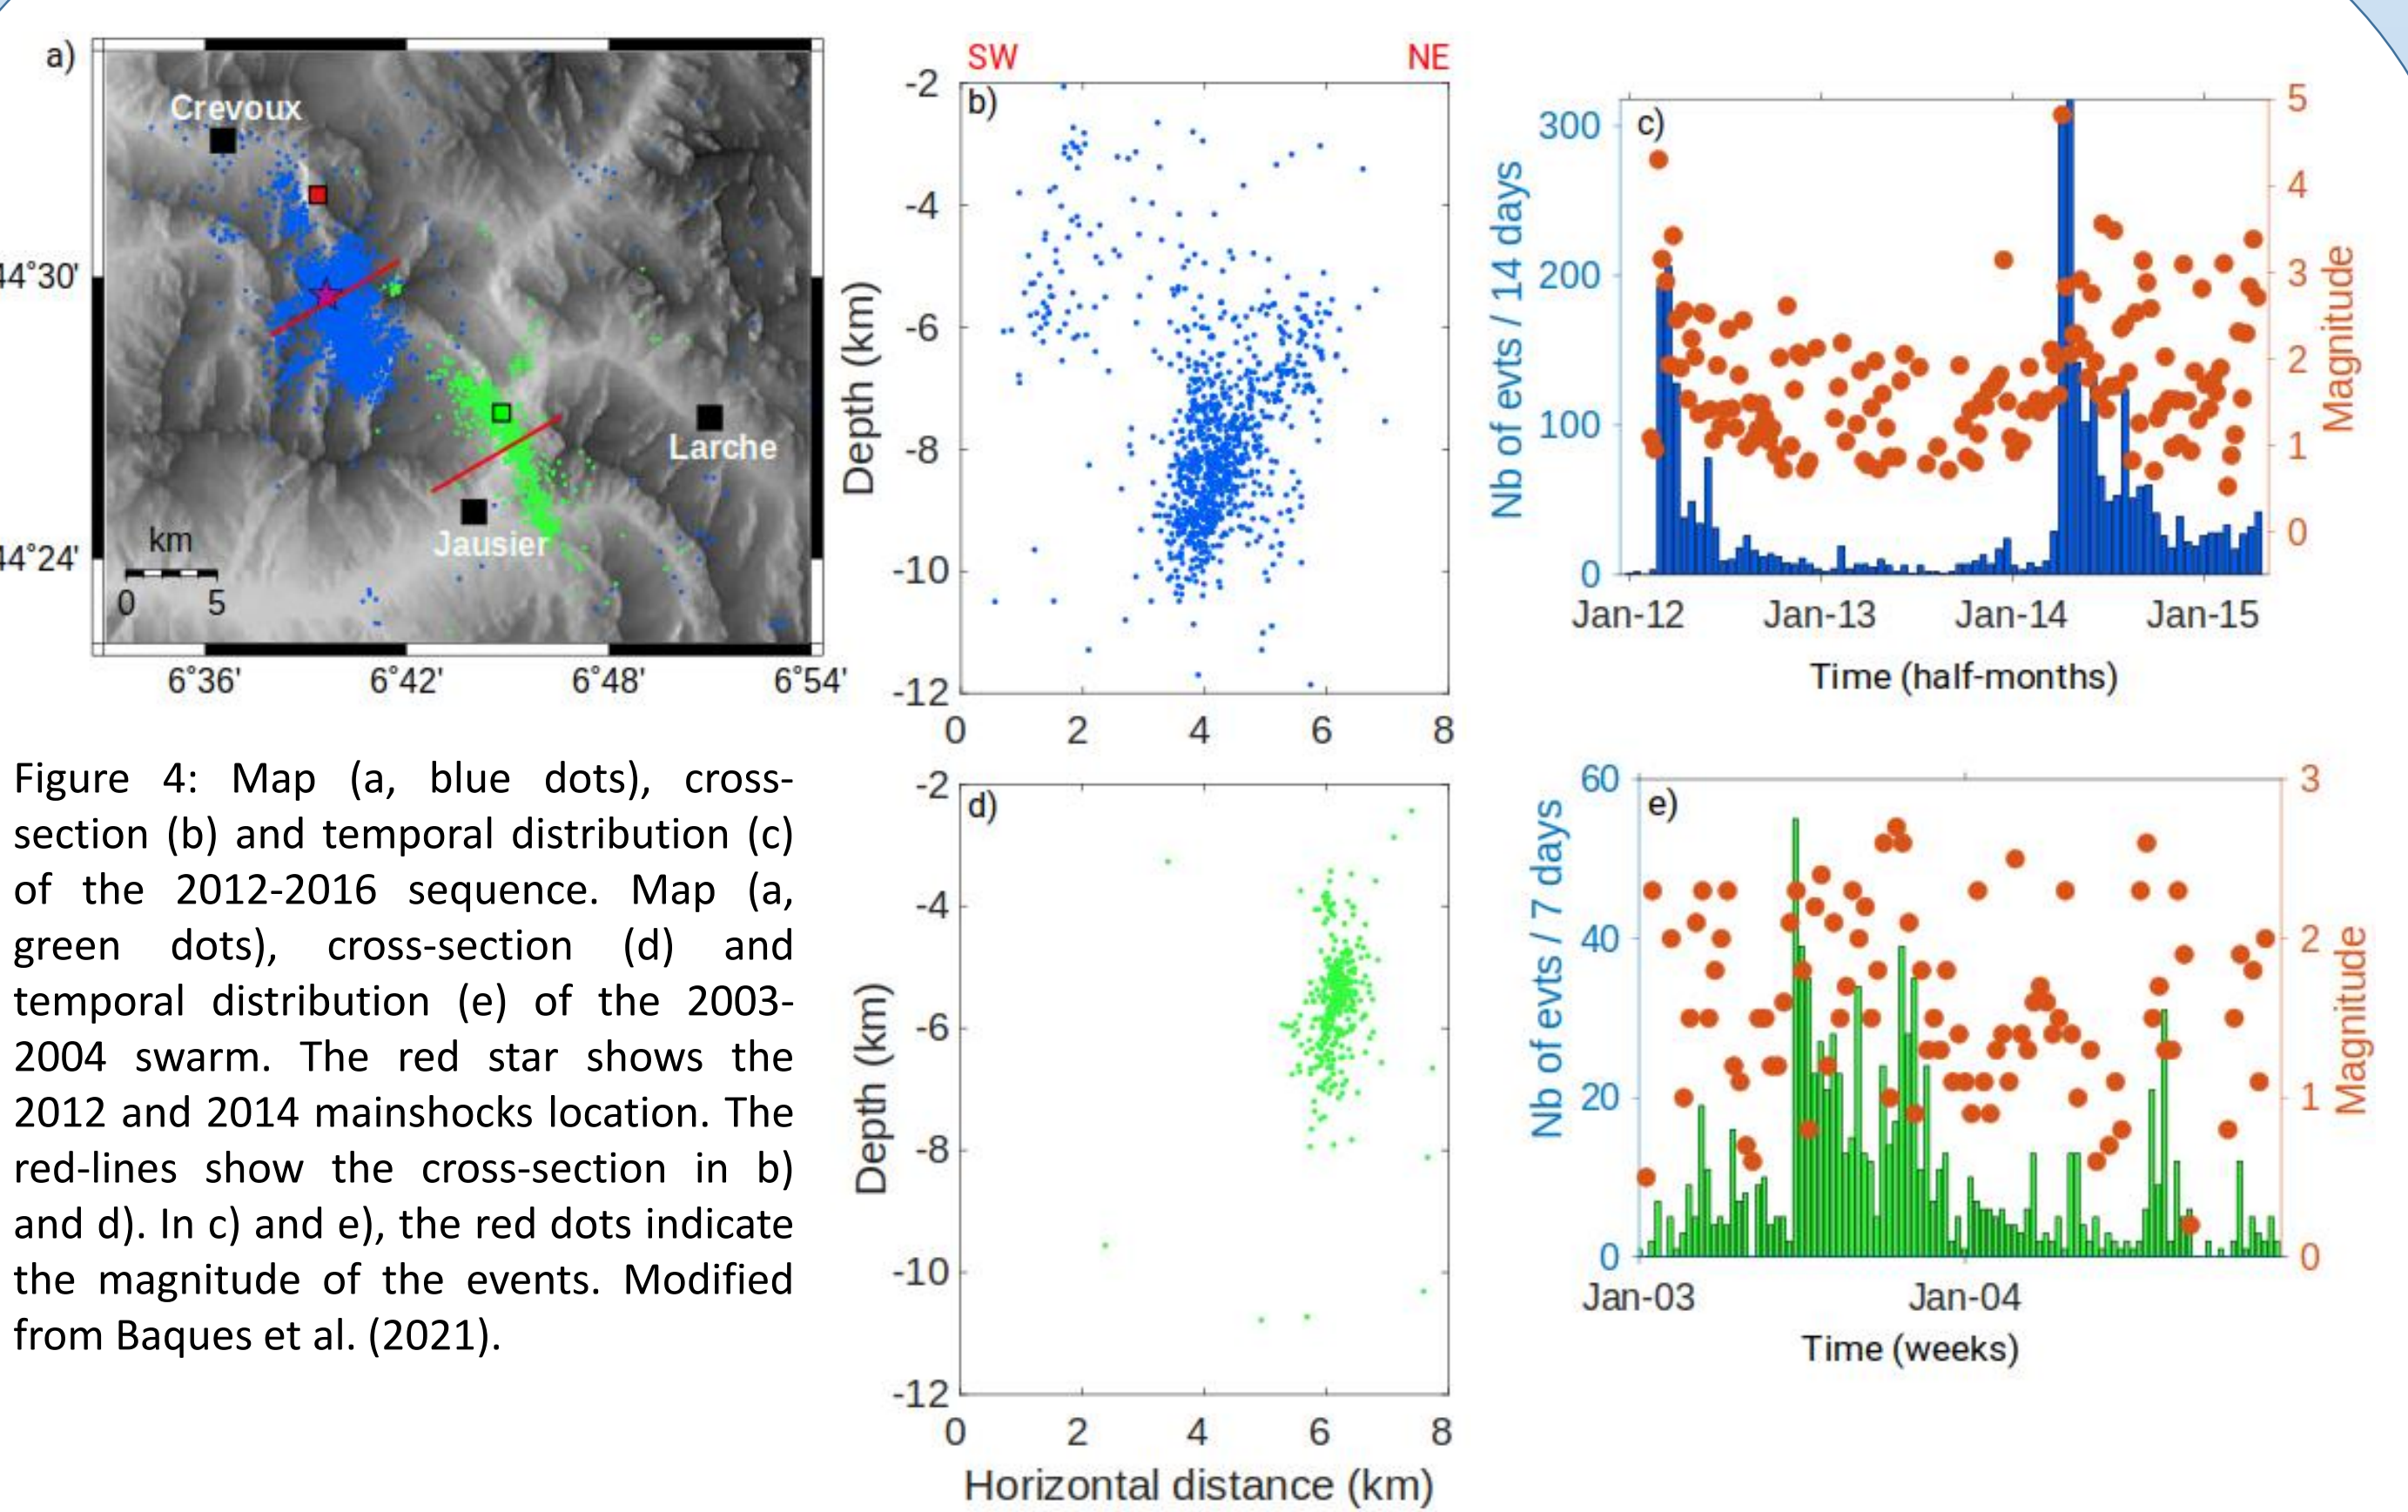 a)
Crevoux
44°30'
Larche
Jausier
44°24'
km
0 5
6°36' 6°42' 6°48' 6°54'
SW NE
b)
-2
-4
-6
-8
-10
-12
Depth (km)
0 2 4 6 8
c)
300
200
100
0
Nb of evts / 14 days
5
4
3
2
1
0
Magnitude
Jan-12 Jan-13 Jan-14 Jan-15
Time (half-months)
Figure 4: Map (a, blue dots), cross-
section (b) and temporal distribution (c)
of the 2012-2016 sequence. Map (a,
green dots), cross-section (d) and
temporal distribution (e) of the 2003-
2004 swarm. The red star shows the
2012 and 2014 mainshocks location. The
red-lines show the cross-section in b)
and d). In c) and e), the red dots indicate
the magnitude of the events. Modified
from Baques et al. (2021).
d)
-2
-4
-6
-8
-10
-12
Depth (km)
0 2 4 6 8
Horizontal distance (km)
e)
60
40
20
0
Nb of evts / 7 days
3
2
1
0
Magnitude
Jan-03 Jan-04
Time (weeks)